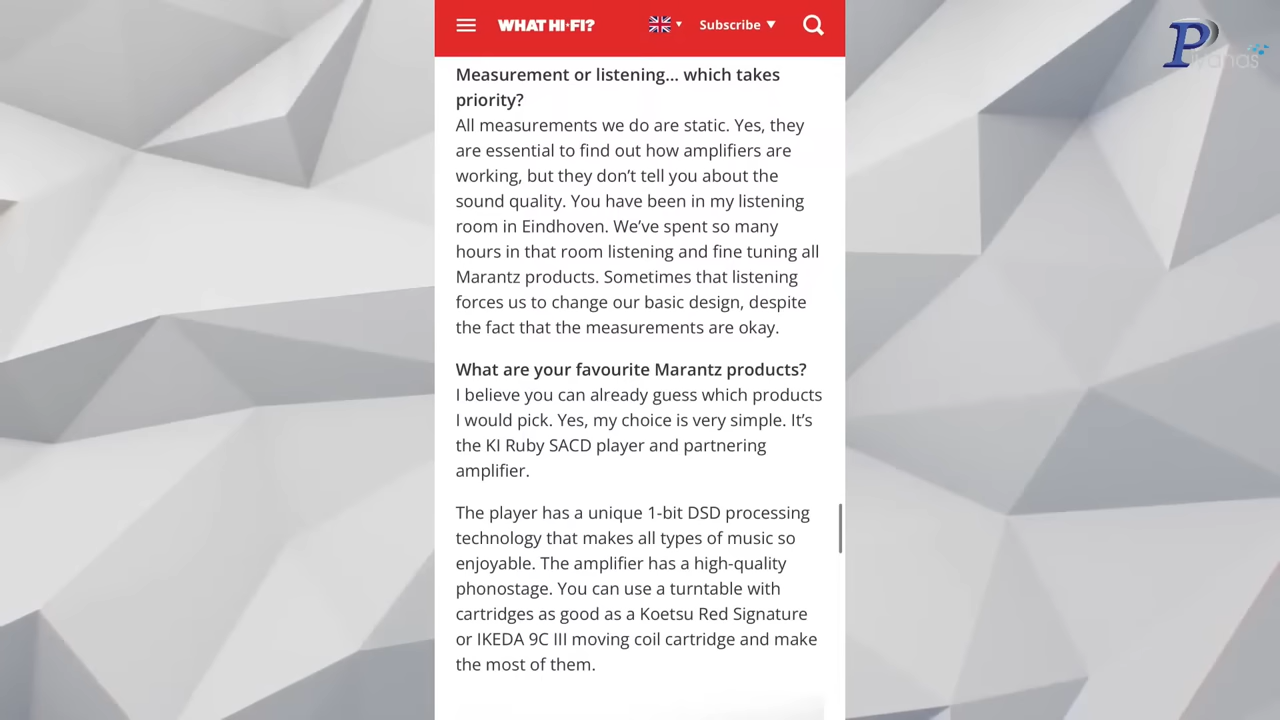 WHAT HI-FI?
Subscribe
Measurement or listening... which takes
priority?
All measurements we do are static. Yes, they
are essential to find out how amplifiers are
working, but they don’t tell you about the
sound quality. You have been in my listening
room in Eindhoven. We’ve spent so many
hours in that room listening and fine tuning all
Marantz products. Sometimes that listening
forces us to change our basic design, despite
the fact that the measurements are okay.
What are your favourite Marantz products?
I believe you can already guess which products
I would pick. Yes, my choice is very simple. It’s
the KI Ruby SACD player and partnering
amplifier.
The player has a unique 1-bit DSD processing
technology that makes all types of music so
enjoyable. The amplifier has a high-quality
phonostage. You can use a turntable with
cartridges as good as a Koetsu Red Signature
or IKEDA 9C III moving coil cartridge and make
the most of them.